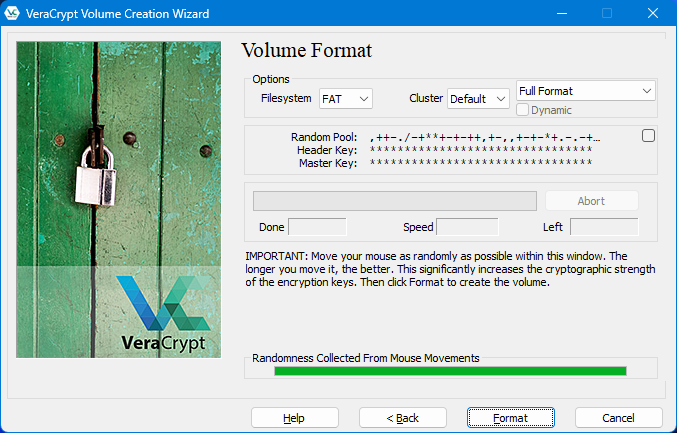 VeraCrypt Volume Creation Wizard
Volume Format
Options
Filesystem FAT Cluster Default Full Format
Dynamic
Random Pool: ,++-./-+**+-+-++,+-,,+-+-*+.-.-+...
Header Key: ********************************
Master Key: ********************************
Abort
Done Speed Left
IMPORTANT: Move your mouse as randomly as possible within this window. The
longer you move it, the better. This significantly increases the cryptographic strength
of the encryption keys. Then click Format to create the volume.
VeraCrypt
Randomness Collected From Mouse Movements
Help < Back Format Cancel